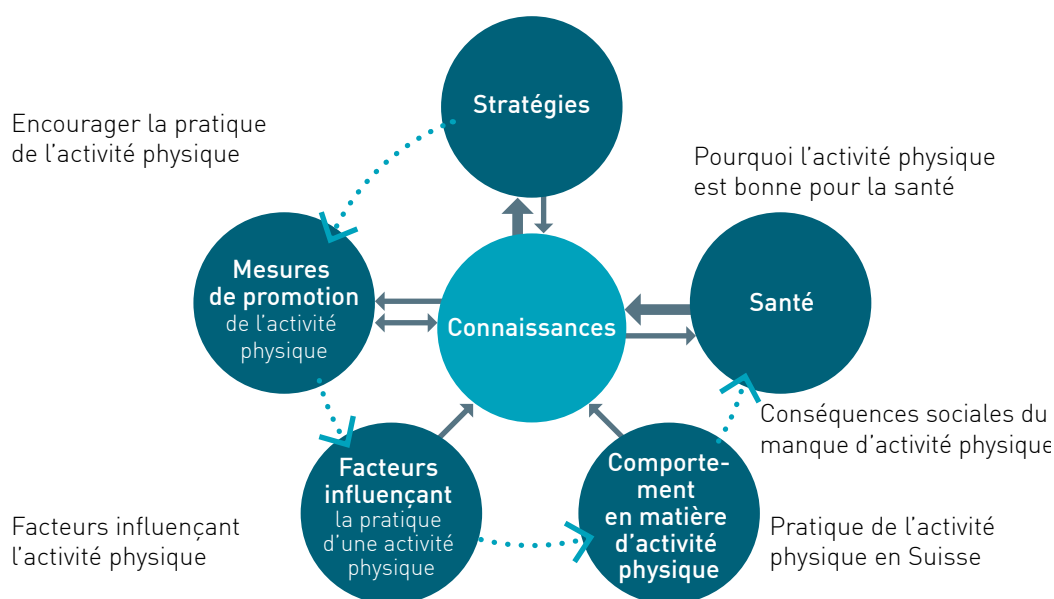 Stratégies
Encourager la pratique
de l'activité physique
Pourquoi l'activité physique
est bonne pour la santé
Mesures
de promotion
de l'activité
physique
Connaissances
Santé
Conséquences sociales du
manque d'activité physique
Facteurs
influençant
la pratique
d'une activité
physique
Comporte-
ment
en matière
d'activité
physique
Facteurs influençant
l'activité physique
Pratique de l'activité
physique en Suisse